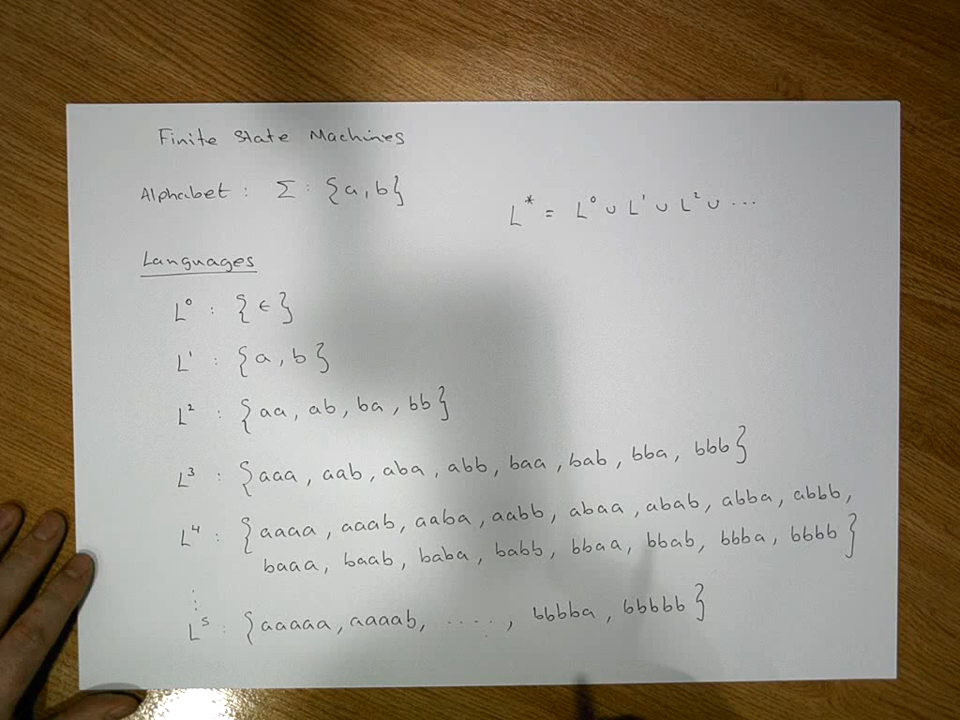 Finite State Machines
Alphabet : Σ : {a, b}
L* = L⁰ ∪ L¹ ∪ L² ∪ ...
Languages
L⁰ : {ϵ}
L¹ : {a, b}
L² : {aa, ab, ba, bb}
L³ : {aaa, aab, aba, abb, baa, bab, bba, bbb}
L⁴ : {aaaa, aaab, aaba, aabb, abaa, abab, abba, abbb,
baaa, baab, baba, babb, bbaa, bbab, bbba, bbbb}
⋮
L⁵ : {aaaaa, aaaab, ....., bbbba, bbbbb}